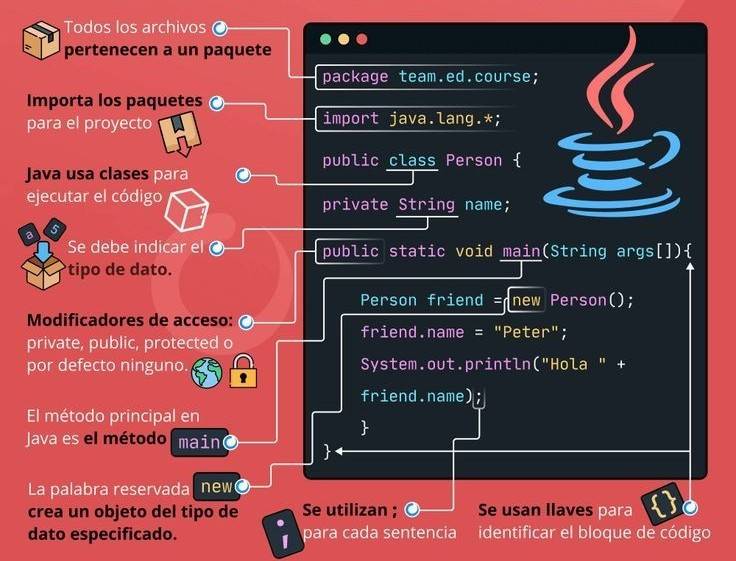 Todos los archivos
pertenecen a un paquete
Importa los paquetes
para el proyecto
Java usa clases para
ejecutar el código
a 5
Se debe indicar el
tipo de dato.
Modificadores de acceso:
private, public, protected o
por defecto ninguno.
El método principal en
Java es el método main
La palabra reservada new
crea un objeto del tipo de
dato especificado.
package team.ed.course;
import java.lang.*;
public class Person {
private String name;
public static void main(String args[]){
Person friend = new Person();
friend.name = "Peter";
System.out.println("Hola " +
friend.name);
}
}
;
Se utilizan ;
para cada sentencia
Se usan llaves para
identificar el bloque de código
{}